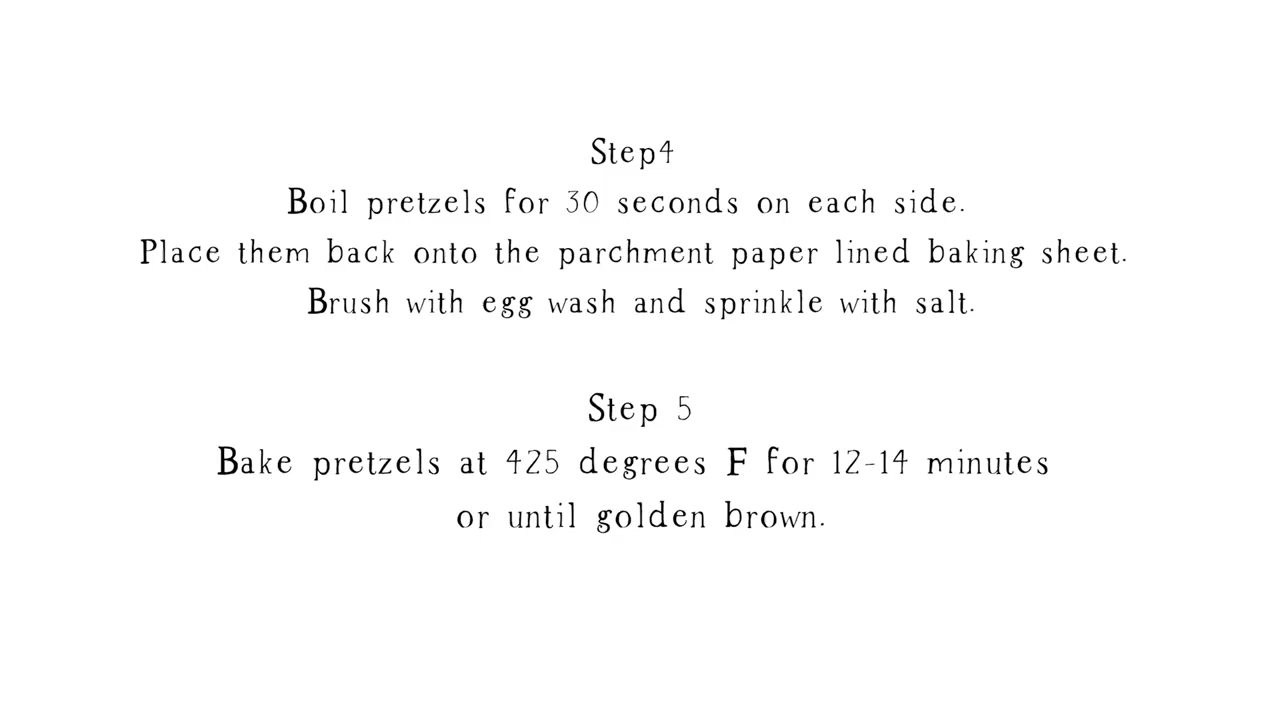 Step4
Boil pretzels for 30 seconds on each side.
Place them back onto the parchment paper lined baking sheet.
Brush with egg wash and sprinkle with salt.
Step 5
Bake pretzels at 425 degrees F for 12-14 minutes
or until golden brown.